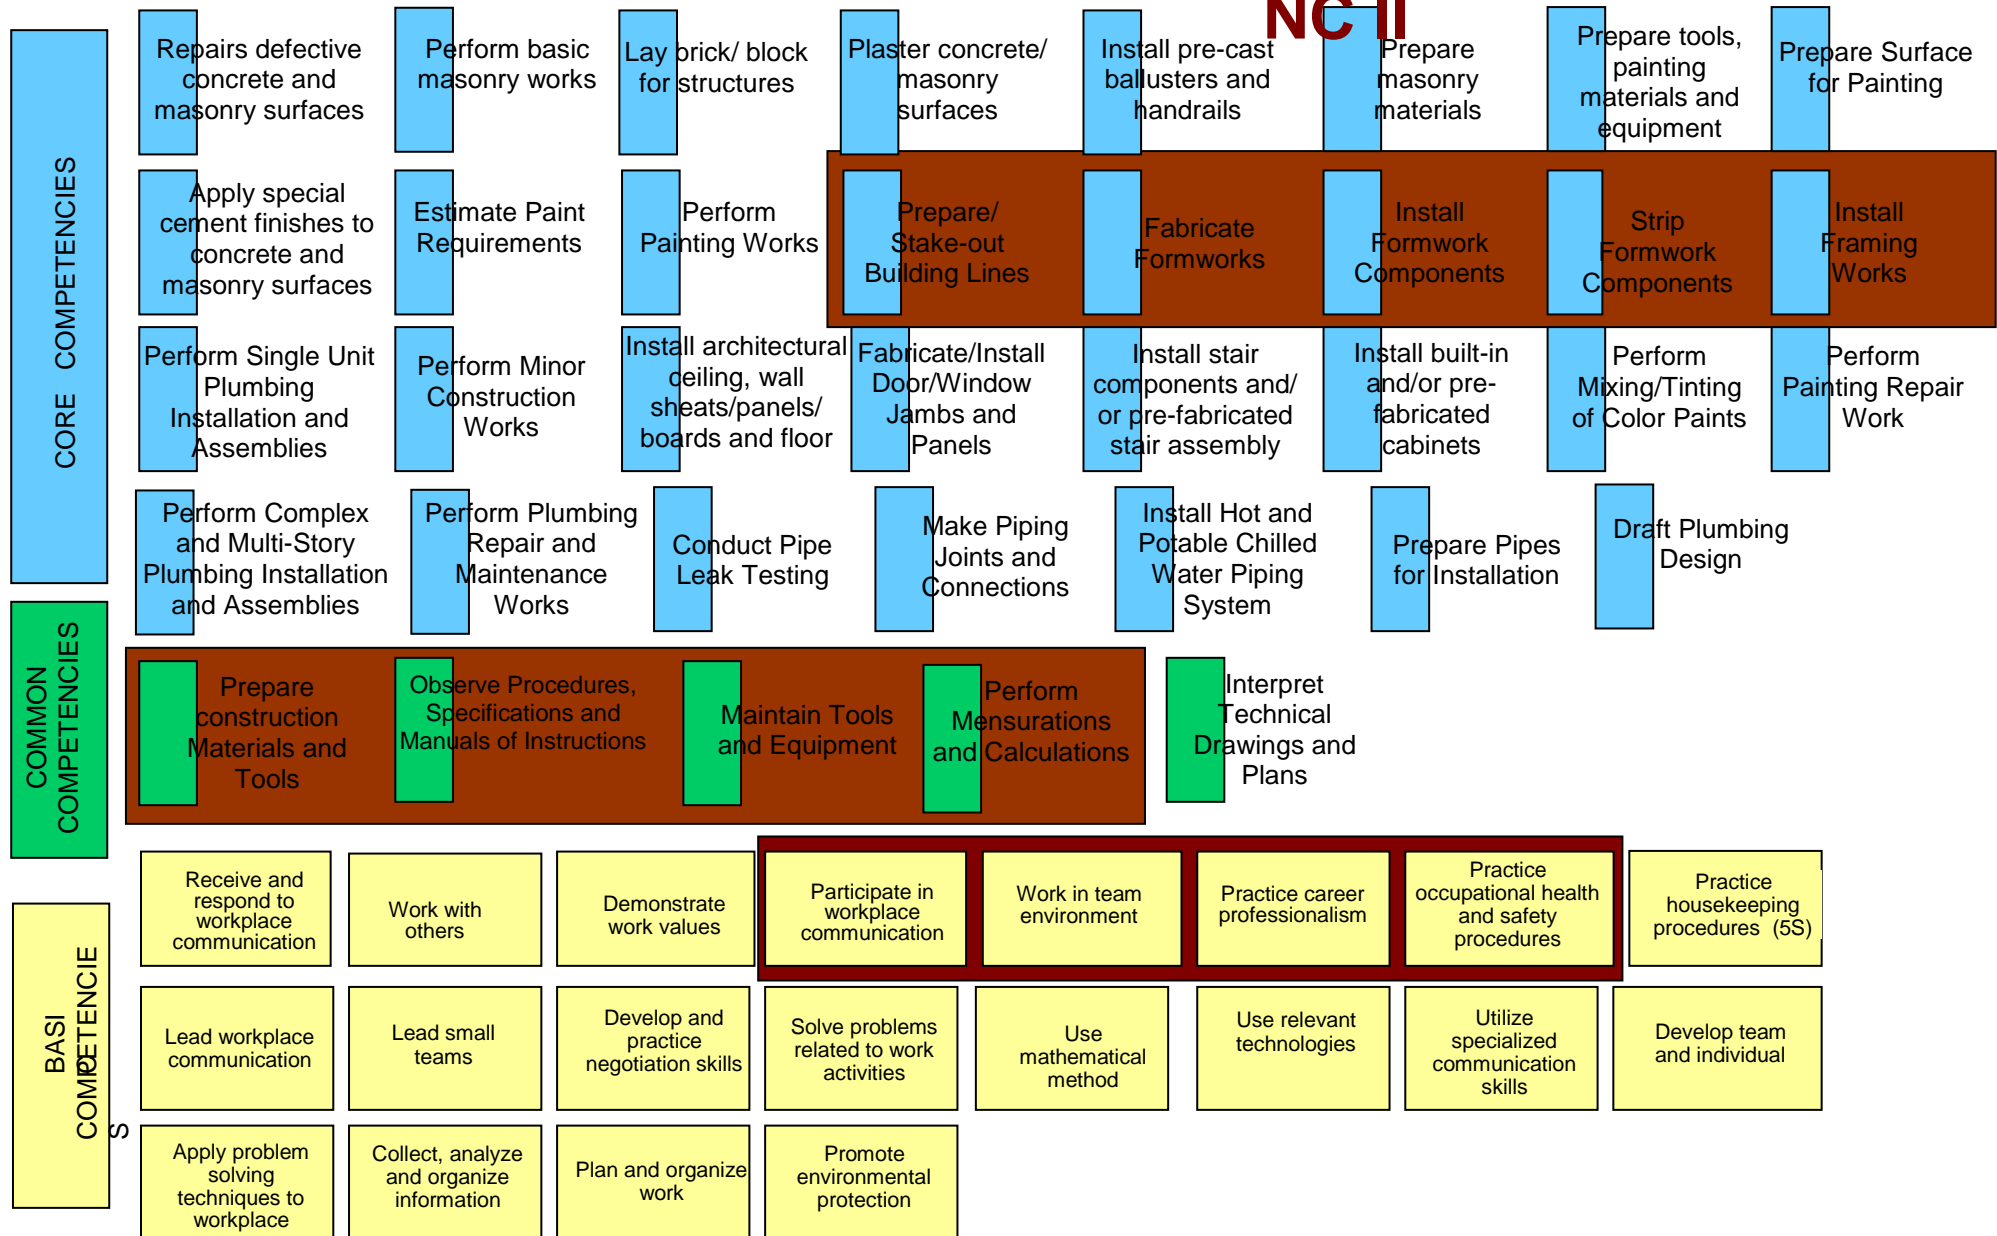 NC II
Repairs defective
concrete and
masonry surfaces
Perform basic
masonry works
Lay brick/ block
for structures
Plaster concrete/
masonry
surfaces
Install pre-cast
ballusters and
handrails
Prepare
masonry
materials
Prepare tools,
painting
materials and
equipment
Prepare Surface
for Painting
CORE COMPETENCIES
Apply special
cement finishes to
concrete and
masonry surfaces
Estimate Paint
Requirements
Perform
Painting Works
Prepare/
Stake-out
Building Lines
Fabricate
Formworks
Install
Formwork
Components
Strip
Formwork
Components
Install
Framing
Works
Perform Single Unit
Plumbing
Installation and
Assemblies
Perform Minor
Construction
Works
Install architectural
ceiling, wall
sheats/panels/
boards and floor
Fabricate/Install
Door/Window
Jambs and
Panels
Install stair
components and/
or pre-fabricated
stair assembly
Install built-in
and/or pre-
fabricated
cabinets
Perform
Mixing/Tinting
of Color Paints
Perform
Painting Repair
Work
Perform Complex
and Multi-Story
Plumbing Installation
and Assemblies
Perform Plumbing
Repair and
Maintenance
Works
Conduct Pipe
Leak Testing
Make Piping
Joints and
Connections
Install Hot and
Potable Chilled
Water Piping
System
Prepare Pipes
for Installation
Draft Plumbing
Design
COMMON
COMPETENCIES
Prepare
construction
Materials and
Tools
Observe Procedures,
Specifications and
Manuals of Instructions
Maintain Tools
and Equipment
Perform
Mensurations
and Calculations
Interpret
Technical
Drawings and
Plans
BASI
COMPETENCIE
S
Receive and
respond to
workplace
communication
Work with
others
Demonstrate
work values
Participate in
workplace
communication
Work in team
environment
Practice career
professionalism
Practice
occupational health
and safety
procedures
Practice
housekeeping
procedures (5S)
Lead workplace
communication
Lead small
teams
Develop and
practice
negotiation skills
Solve problems
related to work
activities
Use
mathematical
method
Use relevant
technologies
Utilize
specialized
communication
skills
Develop team
and individual
Apply problem
solving
techniques to
workplace
Collect, analyze
and organize
information
Plan and organize
work
Promote
environmental
protection